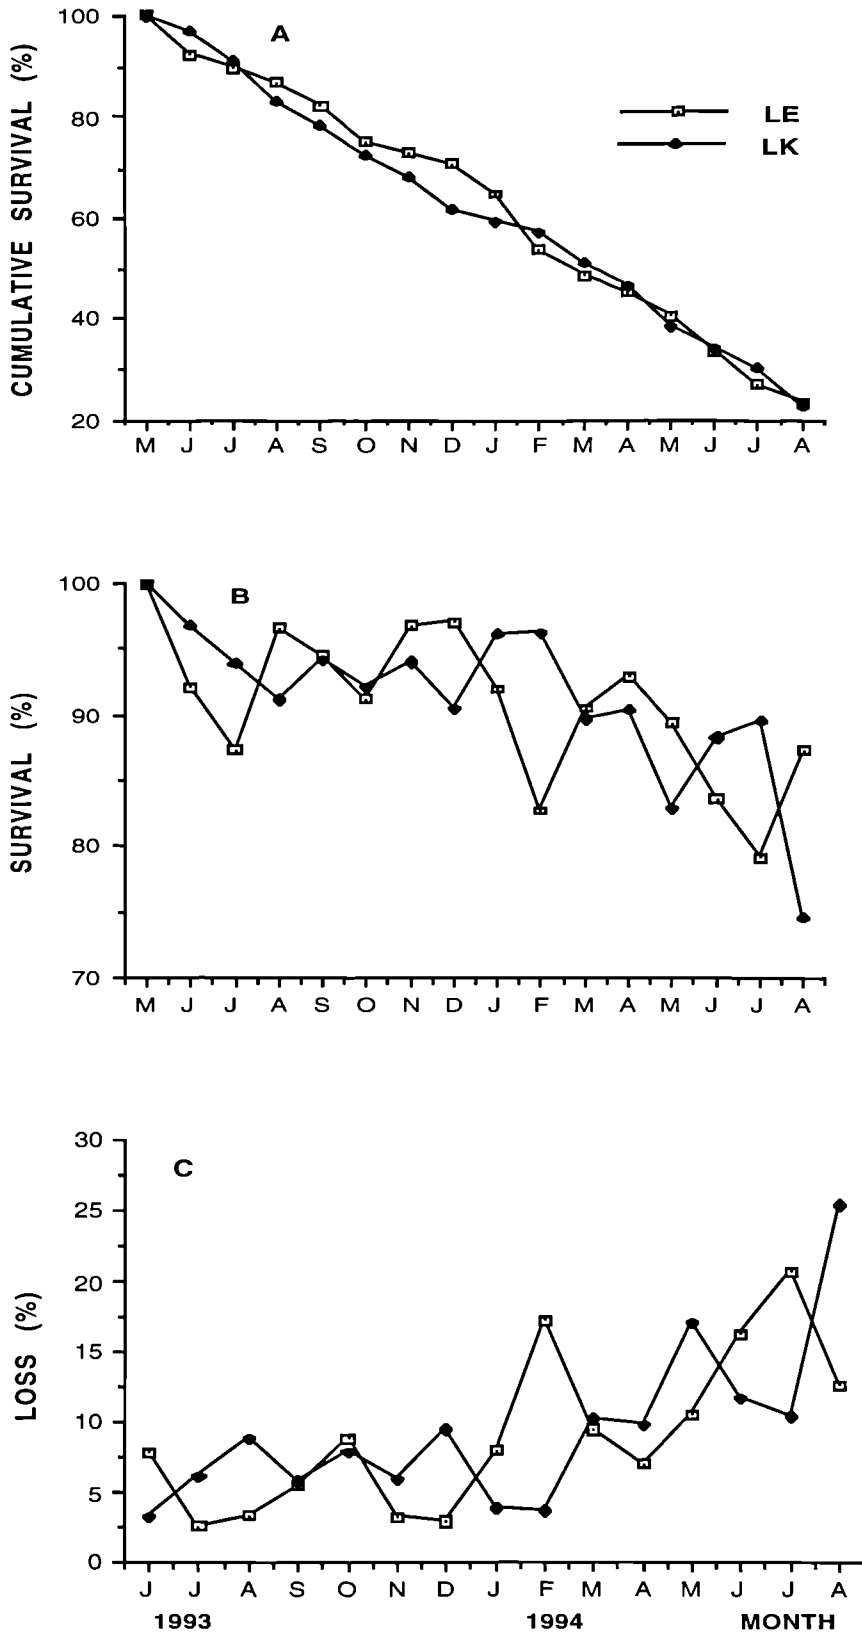 A
CUMULATIVE SURVIVAL (%)
100
80
60
40
20
LE
LK
M J J A S O N D J F M A M J J A
B
SURVIVAL (%)
100
90
80
70
M J J A S O N D J F M A M J J A
C
LOSS (%)
30
25
20
15
10
5
0
J J A S O N D J F M A M J J A
1993 1994 MONTH